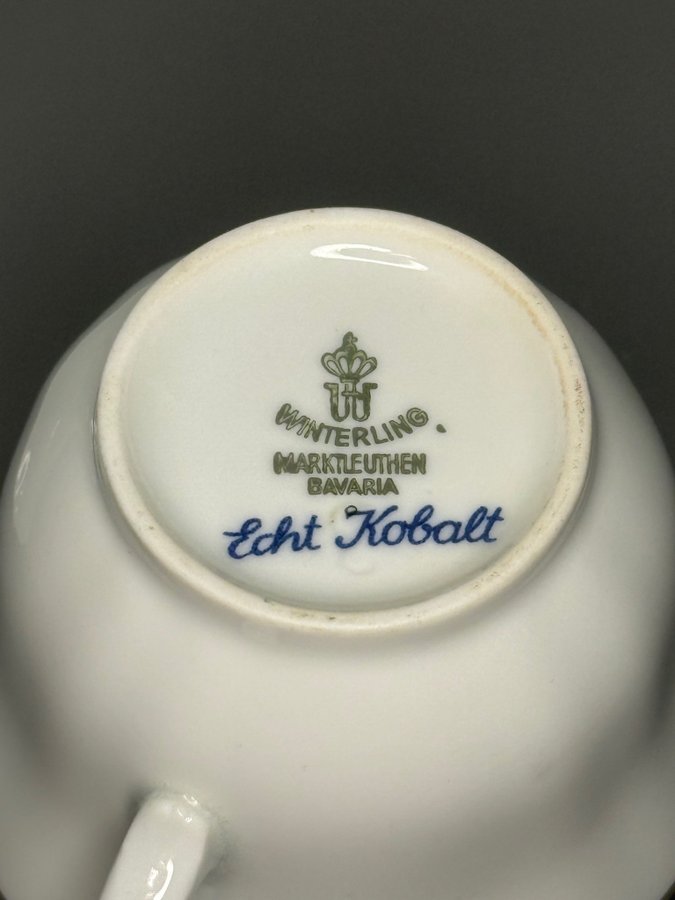 WINTERLING
MARKTLEUTHEN
BAVARIA
Echt Kobalt